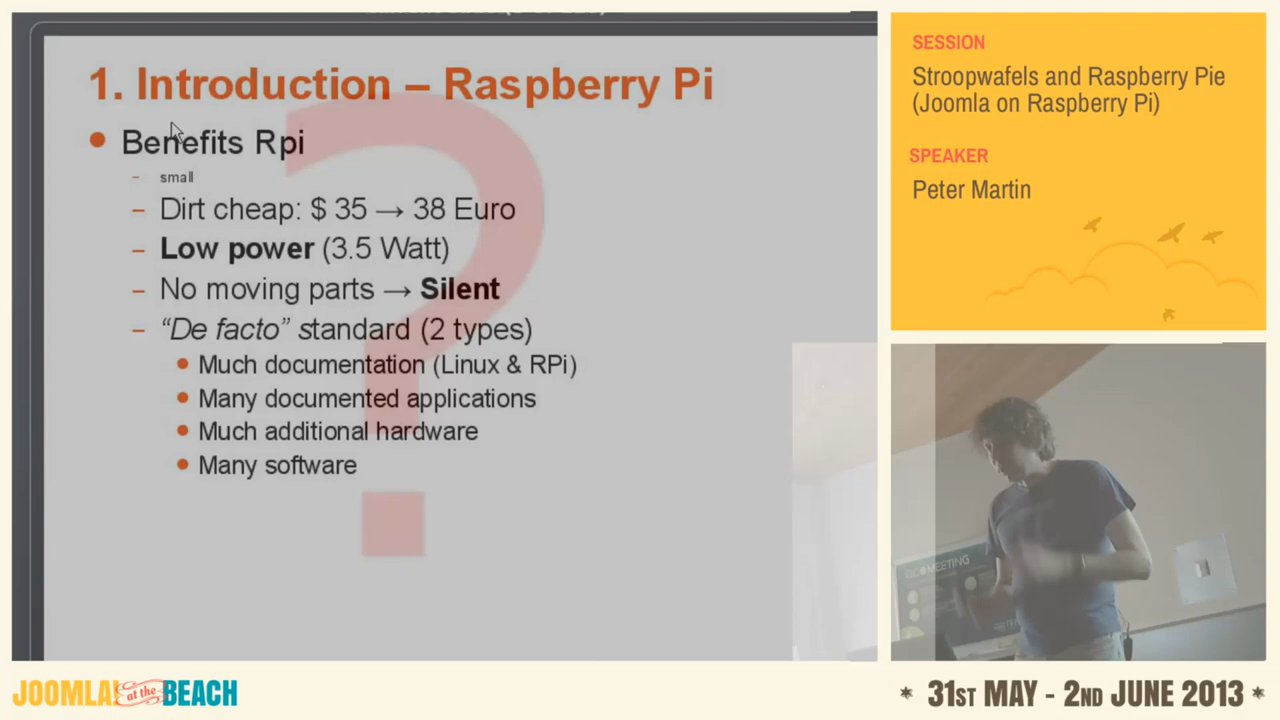 1. Introduction – Raspberry Pi
Benefits Rpi
small
Dirt cheap: $ 35 → 38 Euro
Low power (3.5 Watt)
No moving parts → Silent
“De facto” standard (2 types)
Much documentation (Linux & RPi)
Many documented applications
Much additional hardware
Many software
SESSION
Stroopwafels and Raspberry Pie
(Joomla on Raspberry Pi)
SPEAKER
Peter Martin
MEETING
JOOMLA! at the BEACH
* 31ST MAY - 2ND JUNE 2013 *